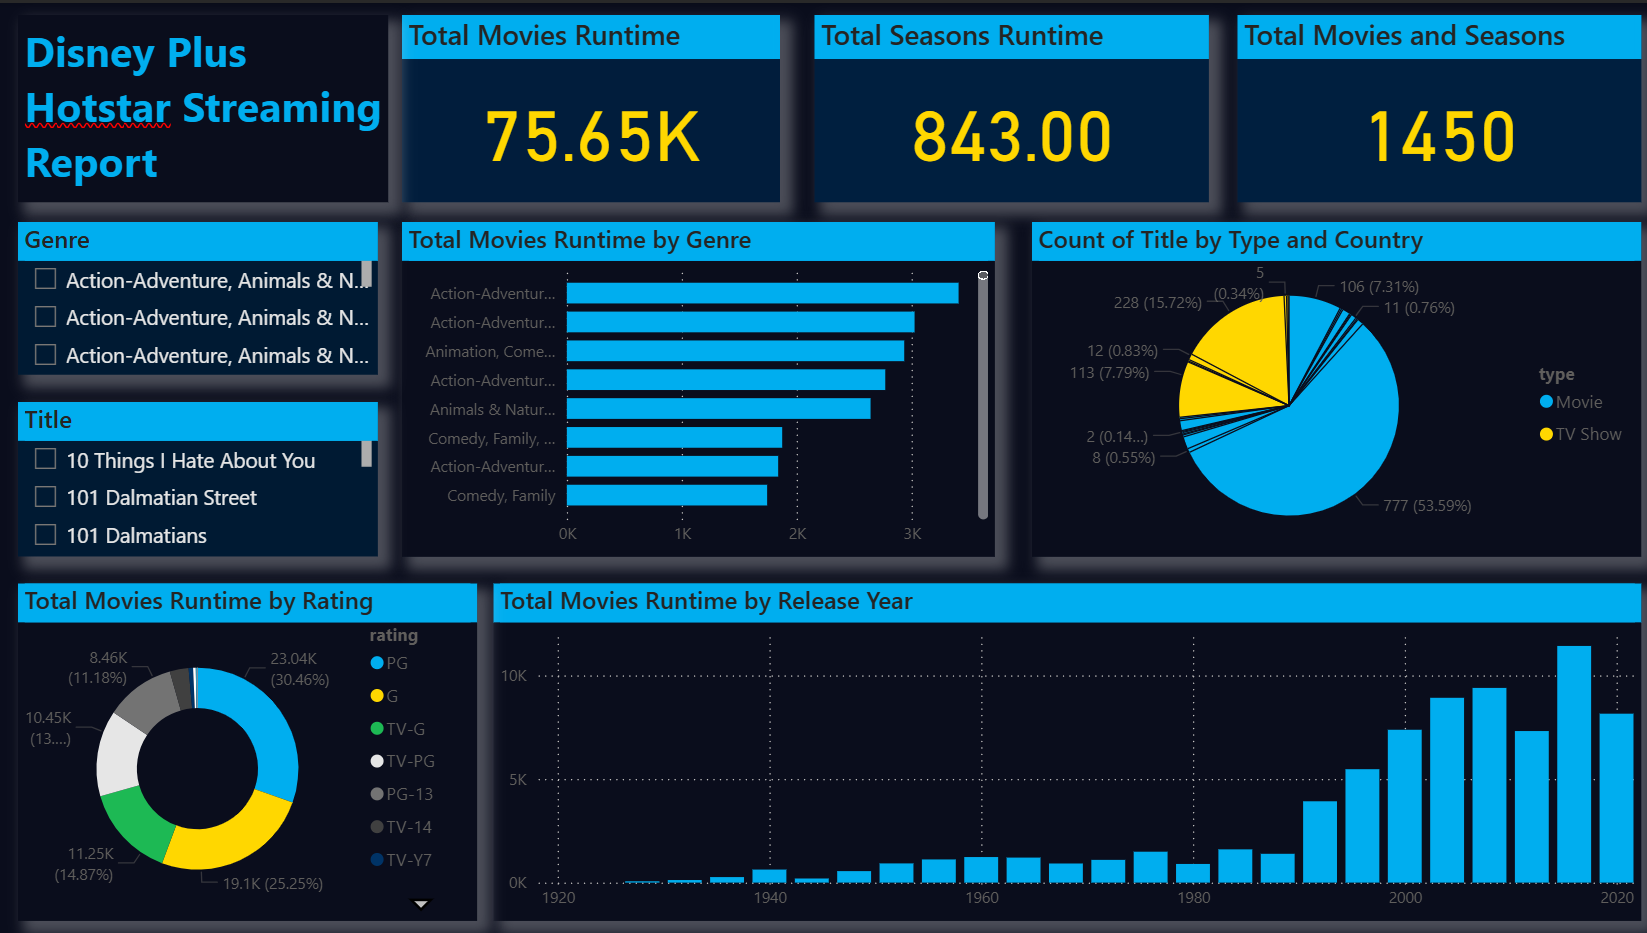 Disney Plus
Hotstar Streaming
Report
Total Movies Runtime
75.65K
Total Seasons Runtime
843.00
Total Movies and Seasons
1450
Genre
Action-Adventure, Animals & N...
Action-Adventure, Animals & N...
Action-Adventure, Animals & N...
Title
10 Things I Hate About You
101 Dalmatian Street
101 Dalmatians
Total Movies Runtime by Genre
Action-Adventur...
Action-Adventur...
Animation, Come...
Action-Adventur...
Animals & Natur...
Comedy, Family, ...
Action-Adventur...
Comedy, Family
0K 1K 2K 3K
Count of Title by Type and Country
5
(0.34%)
106 (7.31%)
11 (0.76%)
228 (15.72%)
12 (0.83%)
113 (7.79%)
2 (0.14...)
8 (0.55%)
777 (53.59%)
type
Movie
TV Show
Total Movies Runtime by Rating
23.04K
(30.46%)
8.46K
(11.18%)
10.45K
(13....)
11.25K
(14.87%)
19.1K (25.25%)
rating
PG
G
TV-G
TV-PG
PG-13
TV-14
TV-Y7
Total Movies Runtime by Release Year
10K
5K
0K
1920 1940 1960 1980 2000 2020